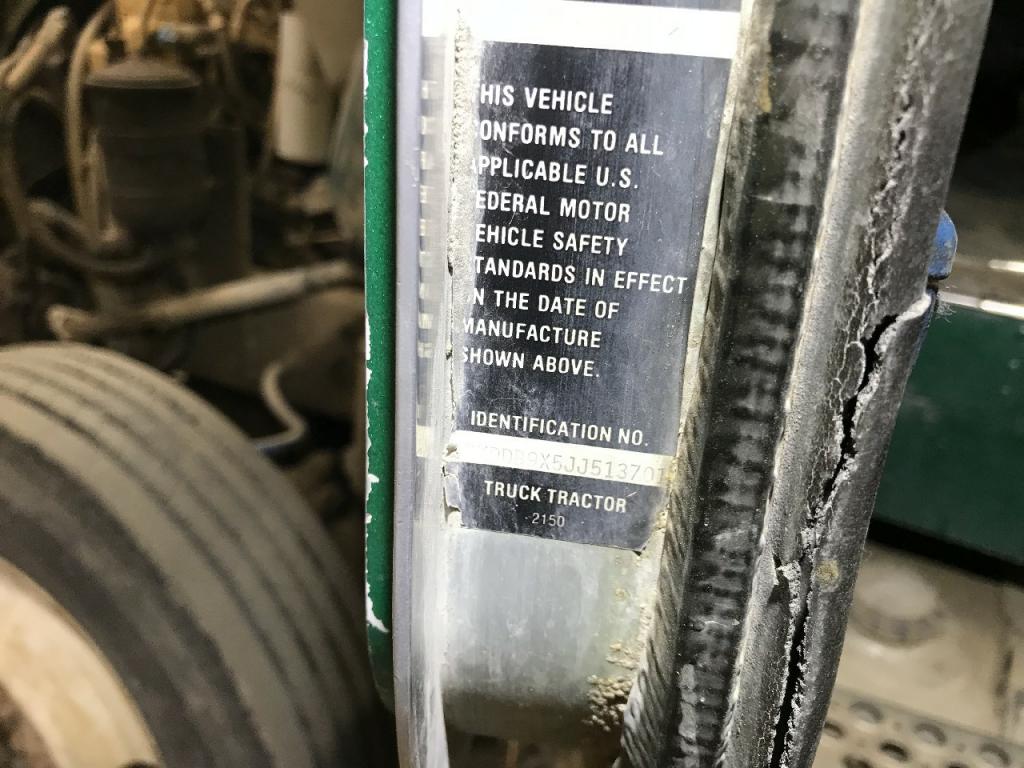 HIS VEHICLE
ONFORMS TO ALL
APPLICABLE U.S.
EDERAL MOTOR
EHICLE SAFETY
TANDARDS IN EFFECT
N THE DATE OF
MANUFACTURE
SHOWN ABOVE.
IDENTIFICATION NO.
TRUCK TRACTOR
2150